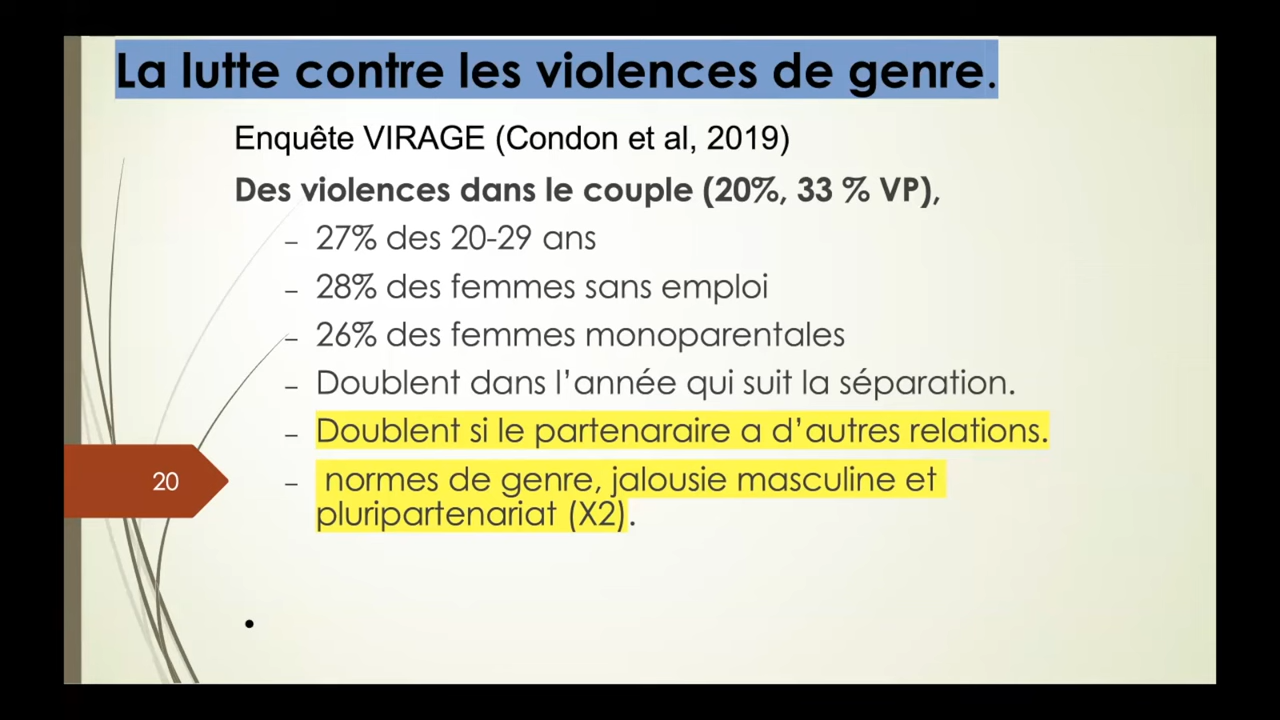 La lutte contre les violences de genre.
Enquête VIRAGE (Condon et al, 2019)
Des violences dans le couple (20%, 33 % VP),
– 27% des 20-29 ans
– 28% des femmes sans emploi
– 26% des femmes monoparentales
– Doublent dans l’année qui suit la séparation.
– Doublent si le partenaraire a d’autres relations.
20
– normes de genre, jalousie masculine et
pluripartenariat (X2).
•